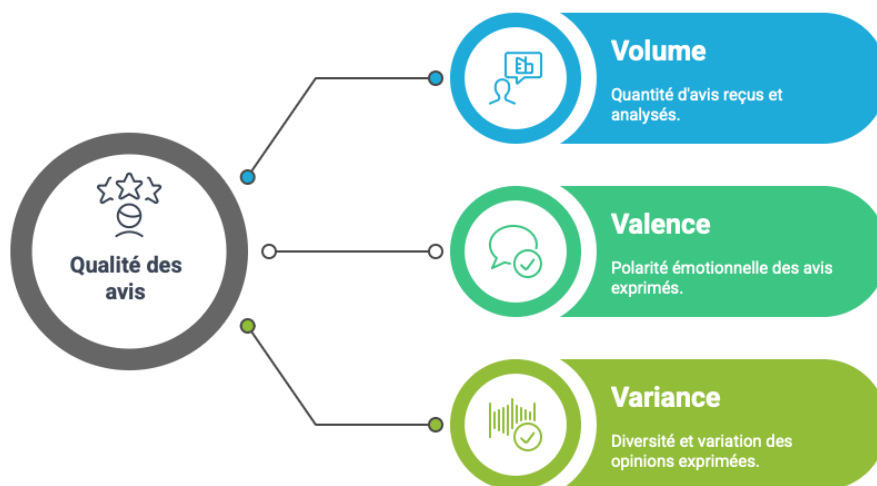 Qualité des
avis
Volume
Quantité d'avis reçus et
analysés.
Valence
Polarité émotionnelle des avis
exprimés.
Variance
Diversité et variation des
opinions exprimées.